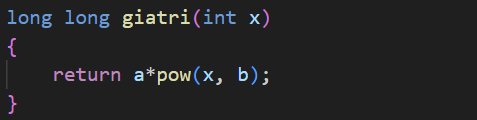 long long giatri(int x)
{
    return a*pow(x, b);
}